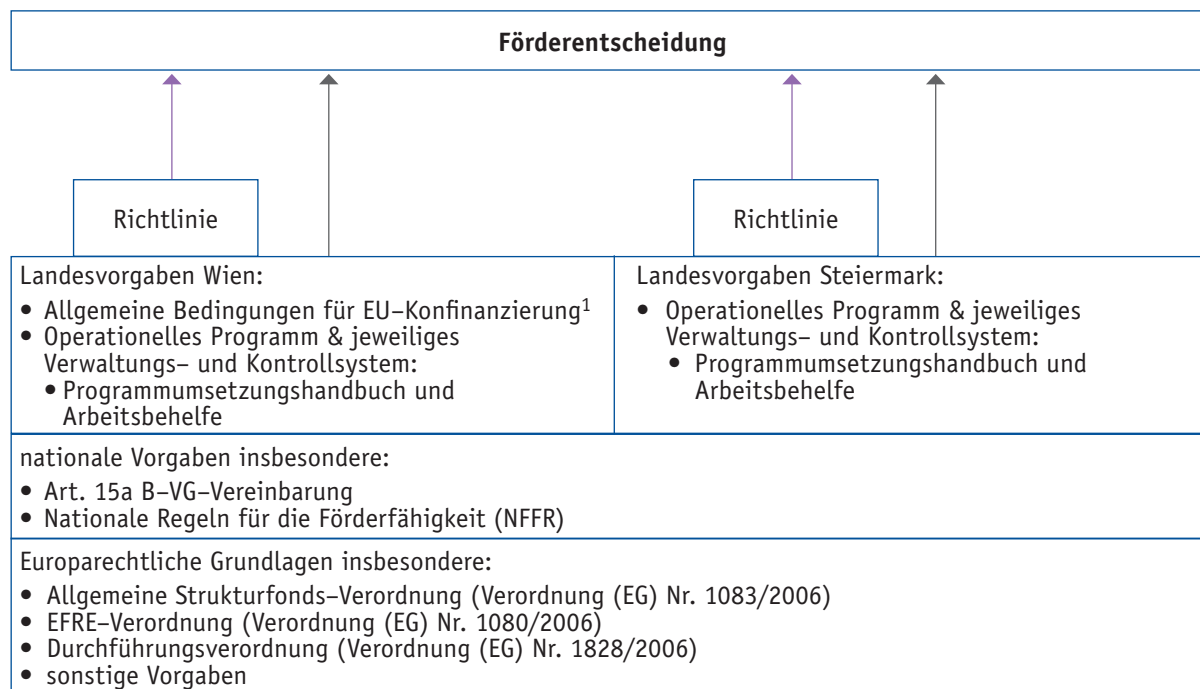 Förderentscheidung
Richtlinie
Richtlinie
Landesvorgaben Wien:
• Allgemeine Bedingungen für EU–Konfinanzierung¹
• Operationelles Programm & jeweiliges
Verwaltungs– und Kontrollsystem:
• Programmumsetzungshandbuch und
Arbeitsbehelfe
Landesvorgaben Steiermark:
• Operationelles Programm & jeweiliges
Verwaltungs– und Kontrollsystem:
• Programmumsetzungshandbuch und
Arbeitsbehelfe
nationale Vorgaben insbesondere:
• Art. 15a B–VG–Vereinbarung
• Nationale Regeln für die Förderfähigkeit (NFFR)
Europarechtliche Grundlagen insbesondere:
• Allgemeine Strukturfonds–Verordnung (Verordnung (EG) Nr. 1083/2006)
• EFRE–Verordnung (Verordnung (EG) Nr. 1080/2006)
• Durchführungsverordnung (Verordnung (EG) Nr. 1828/2006)
• sonstige Vorgaben